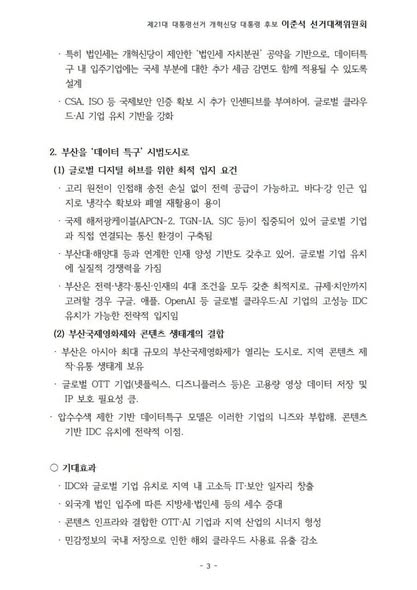 제21대 대통령선거 개혁신당 대통령 후보 이준석 선거대책위원회
· 특히 법인세는 개혁신당이 제안한 '법인세 자치분권' 공약을 기반으로, 데이터특
구 내 입주기업에는 국세 부분에 대한 추가 세금 감면도 함께 적용될 수 있도록
설계
· CSA, ISO 등 국제보안 인증 확보 시 추가 인센티브를 부여하여, 글로벌 클라우
드·AI 기업 유치 기반을 강화
2. 부산을 '데이터 특구' 시범도시로
(1) 글로벌 디지털 허브를 위한 최적 입지 요건
· 고리 원전이 인접해 송전 손실 없이 전력 공급이 가능하고, 바다·강 인근 입
지로 냉각수 확보와 폐열 재활용이 용이
· 국제 해저광케이블(APCN-2, TGN-IA, SJC 등)이 집중되어 있어 글로벌 기업
과 직접 연결되는 통신 환경이 구축됨
· 부산대·해양대 등과 연계한 인재 양성 기반도 갖추고 있어, 글로벌 기업 유치
에 실질적 경쟁력을 가짐
· 부산은 전력·냉각·통신·인재의 4대 조건을 모두 갖춘 최적지로, 규제·치안까지
고려할 경우 구글, 애플, OpenAI 등 글로벌 클라우드·AI 기업의 고성능 IDC
유치가 가능한 전략적 입지임
(2) 부산국제영화제와 콘텐츠 생태계의 결합
· 부산은 아시아 최대 규모의 부산국제영화제가 열리는 도시로, 지역 콘텐츠 제
작·유통 생태계 보유
· 글로벌 OTT 기업(넷플릭스, 디즈니플러스 등)은 고용량 영상 데이터 저장 및
IP 보호 필요성 큼.
· 압수수색 제한 기반 데이터특구 모델은 이러한 기업의 니즈와 부합해, 콘텐츠
기반 IDC 유치에 전략적 이점.
○ 기대효과
· IDC와 글로벌 기업 유치로 지역 내 고소득 IT·보안 일자리 창출
· 외국계 법인 입주에 따른 지방세·법인세 등의 세수 증대
· 콘텐츠 인프라와 결합한 OTT·AI 기업과 지역 산업의 시너지 형성
· 민감정보의 국내 저장으로 인한 해외 클라우드 사용료 유출 감소
- 3 -